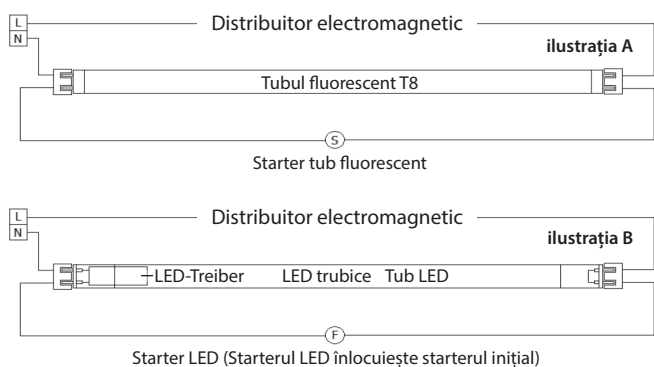 L
Distribuitor electromagnetic
N
ilustrația A
Tubul fluorescent T8
S
Starter tub fluorescent
L
Distribuitor electromagnetic
N
ilustrația B
LED-Treiber LED trubice Tub LED
F
Starter LED (Starterul LED înlocuiește starterul inițial)